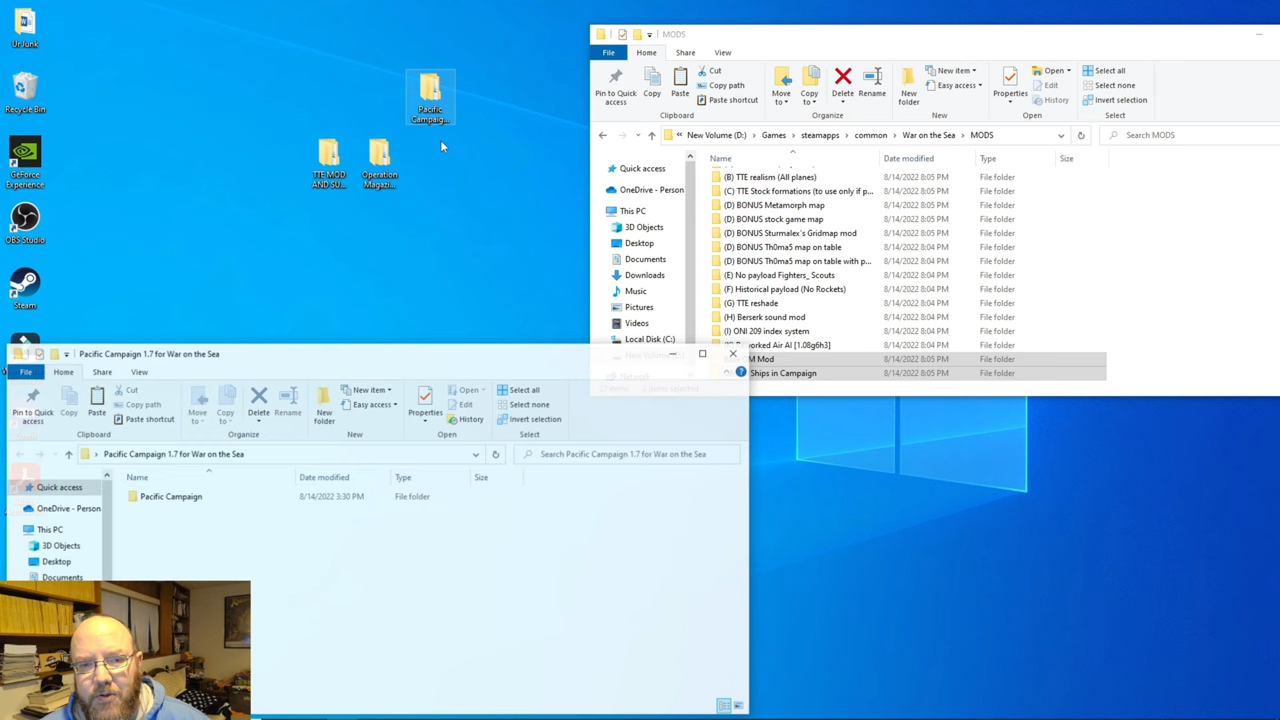 UrJunk
Recycle Bin
GeForce
Experience
OBS Studio
Steam
Pacific
Campaig...
TTE MOD
AND SU...
Operation
Magazi...
MODS
File
Home
Share
View
Pin to Quick
access
Copy
Paste
Cut
Copy path
Paste shortcut
Clipboard
Move
to
Copy
to
Delete
Rename
Organize
New
folder
New item
Easy access
New
Properties
Open
Edit
History
Open
Select all
Select none
Invert selection
Select
« New Volume (D:) > Games > steamapps > common > War on the Sea > MODS
Search MODS
Name
Date modified
Type
Size
Quick access
OneDrive - Person
This PC
3D Objects
Desktop
Documents
Downloads
Music
Pictures
Videos
Local Disk (C:)
(B) TTE realism (All planes) 8/14/2022 8:05 PM File folder
(C) TTE Stock formations (to use only if p... 8/14/2022 8:05 PM File folder
(D) BONUS Metamorph map 8/14/2022 8:05 PM File folder
(D) BONUS stock game map 8/14/2022 8:05 PM File folder
(D) BONUS Sturmalex's Gridmap mod 8/14/2022 8:05 PM File folder
(D) BONUS Th0ma5 map on table 8/14/2022 8:04 PM File folder
(D) BONUS Th0ma5 map on table with p... 8/14/2022 8:04 PM File folder
(E) No payload Fighters_ Scouts 8/14/2022 8:04 PM File folder
(F) Historical payload (No Rockets) 8/14/2022 8:04 PM File folder
(G) TTE reshade 8/14/2022 8:04 PM File folder
(H) Berserk sound mod 8/14/2022 8:04 PM File folder
(I) ONI 209 index system 8/14/2022 8:04 PM File folder
orked Air AI [1.08g6h3] 8/14/2022 8:04 PM File folder
M Mod 8/14/2022 8:05 PM File folder
Ships in Campaign 8/14/2022 8:05 PM File folder
Pacific Campaign 1.7 for War on the Sea
File
Home
Share
View
Pin to Quick
access
Copy
Paste
Cut
Copy path
Paste shortcut
Clipboard
Move
to
Copy
to
Delete
Rename
Organize
New
folder
New item
Easy access
New
Properties
Open
Edit
History
Open
Select all
Select none
Invert selection
Select
> Pacific Campaign 1.7 for War on the Sea
Search Pacific Campaign 1.7 for War on the Sea
Name
Date modified
Type
Size
Quick access
OneDrive - Person
This PC
3D Objects
Desktop
Documents
Pacific Campaign 8/14/2022 3:30 PM File folder